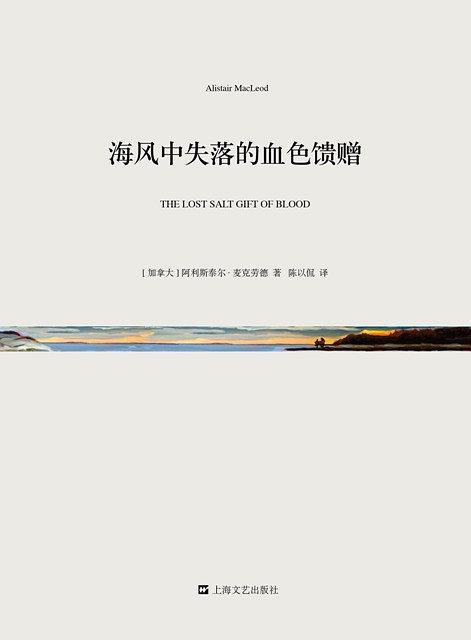 Alistair MacLeod
海风中失落的血色馈赠
THE LOST SALT GIFT OF BLOOD
[ 加拿大 ] 阿利斯泰尔 · 麦克劳德 著 陈以侃 译
上海文艺出版社